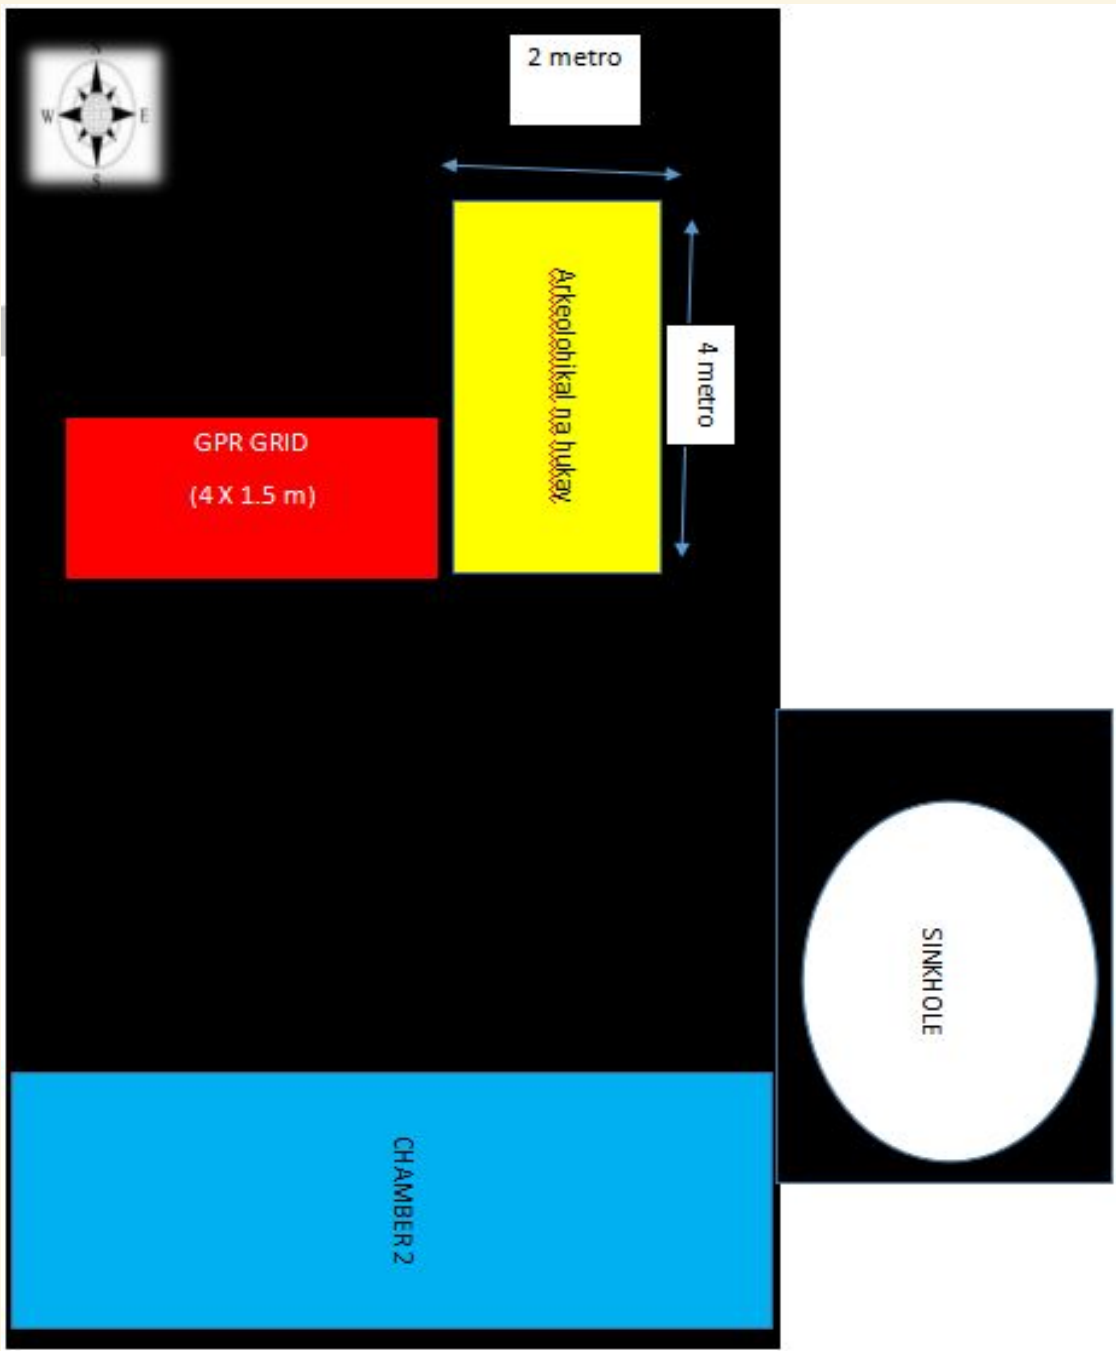 S
W
E
S
2 metro
Arkeolohikal na hukay
4 metro
GPR GRID
(4 X 1.5 m)
SINKHOLE
CHAMBER 2